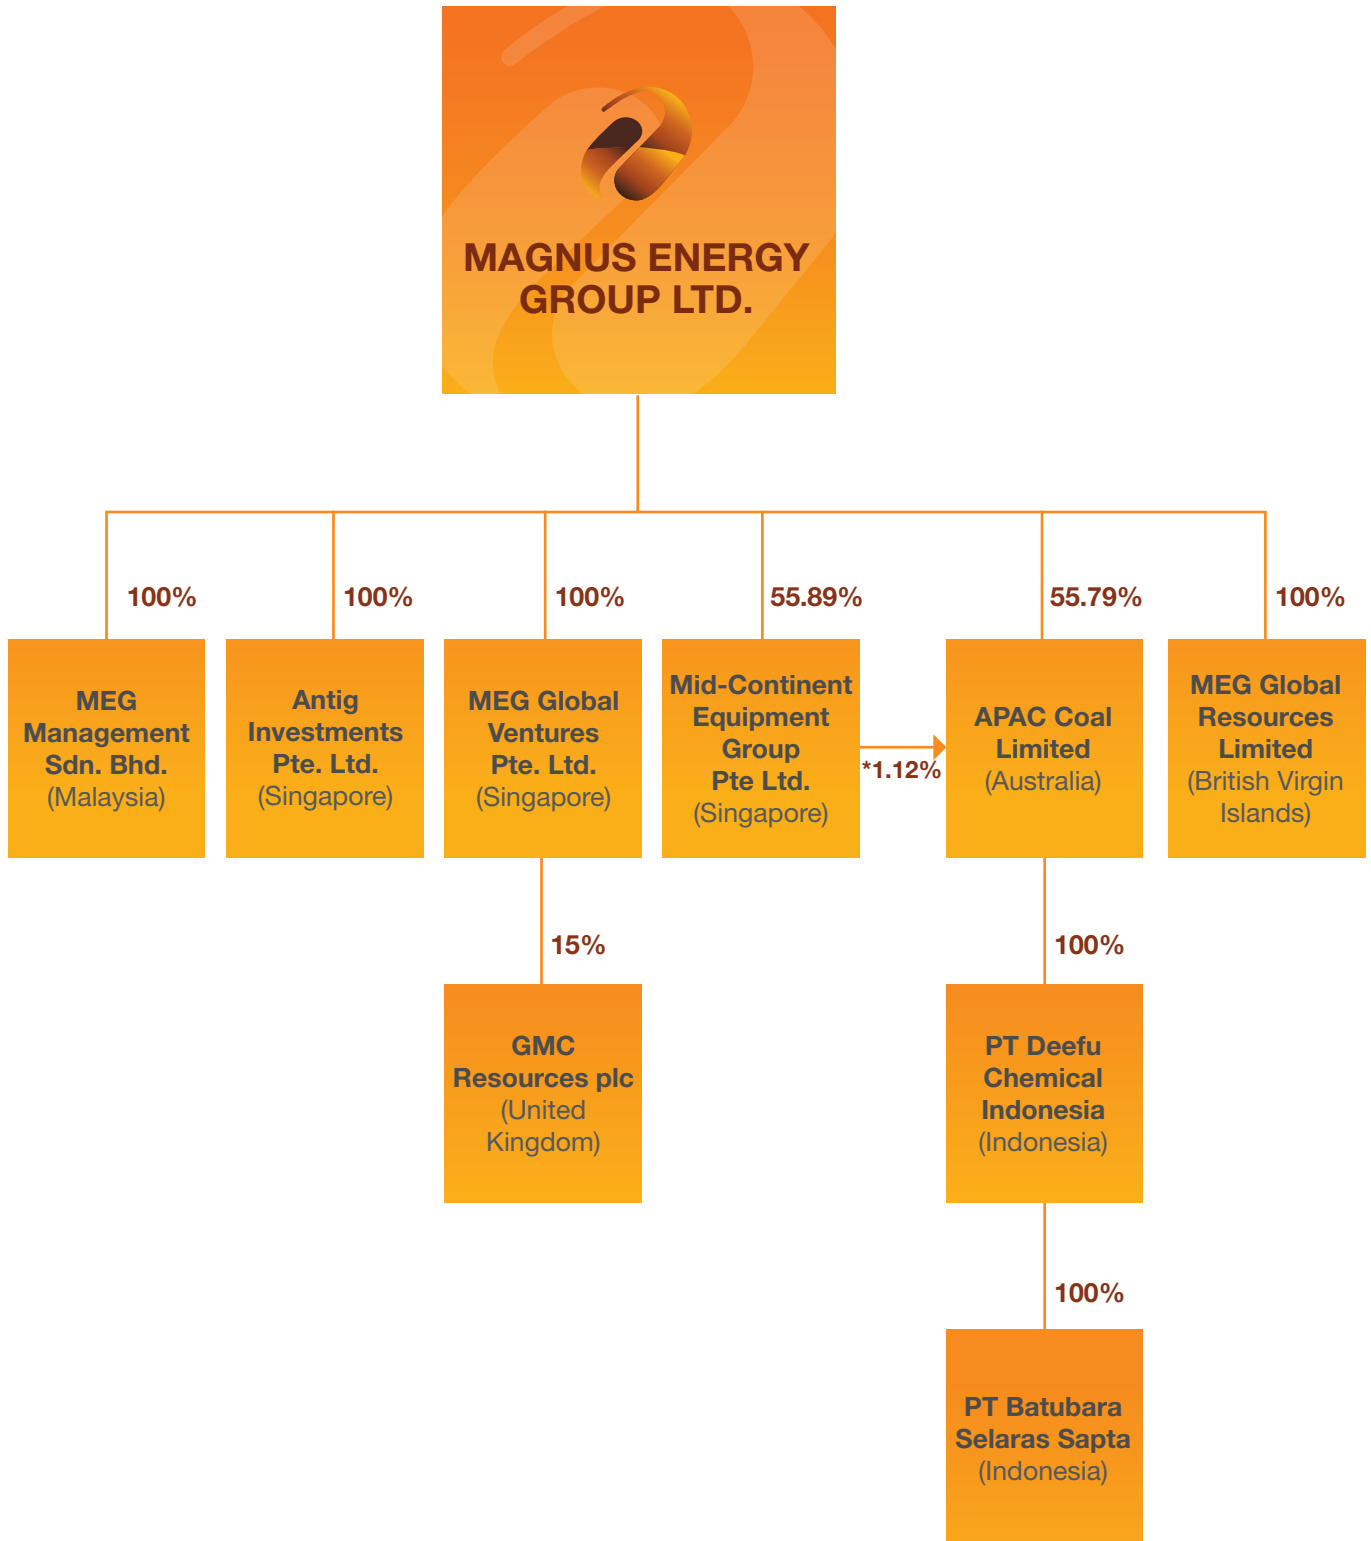 MAGNUS ENERGY
GROUP LTD.
100%
100%
100%
55.89%
55.79%
100%
MEG
Management
Sdn. Bhd.
(Malaysia)
Antig
Investments
Pte. Ltd.
(Singapore)
MEG Global
Ventures
Pte. Ltd.
(Singapore)
Mid-Continent
Equipment
Group
Pte Ltd.
(Singapore)
*1.12%
APAC Coal
Limited
(Australia)
MEG Global
Resources
Limited
(British Virgin
Islands)
15%
100%
GMC
Resources plc
(United
Kingdom)
PT Deefu
Chemical
Indonesia
(Indonesia)
100%
PT Batubara
Selaras Sapta
(Indonesia)